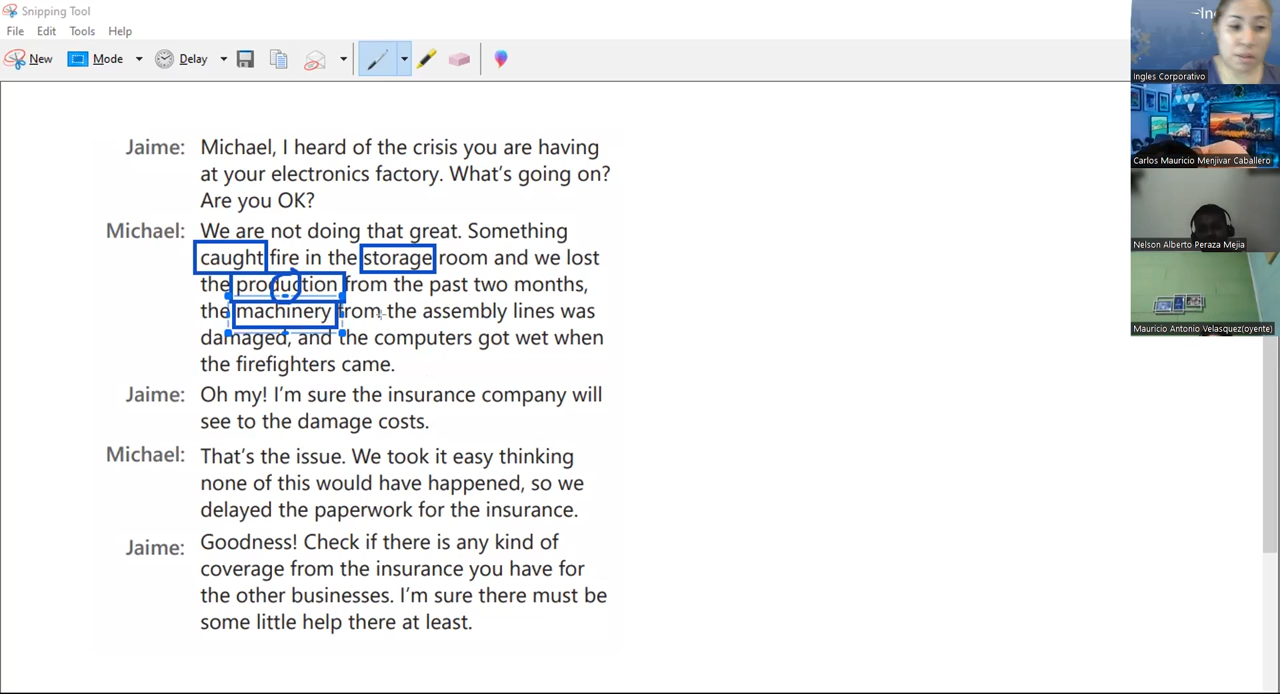 Snipping Tool
File Edit Tools Help
New Mode Delay
Jaime: Michael, I heard of the crisis you are having
at your electronics factory. What's going on?
Are you OK?
Michael: We are not doing that great. Something
caught fire in the storage room and we lost
the production from the past two months,
the machinery from the assembly lines was
damaged, and the computers got wet when
the firefighters came.
Jaime: Oh my! I'm sure the insurance company will
see to the damage costs.
Michael: That's the issue. We took it easy thinking
none of this would have happened, so we
delayed the paperwork for the insurance.
Jaime: Goodness! Check if there is any kind of
coverage from the insurance you have for
the other businesses. I'm sure there must be
some little help there at least.
Ingles Corporativo
Carlos Mauricio Menjivar Caballero
Nelson Alberto Peraza Mejia
Mauricio Antonio Velasquez(oyente)